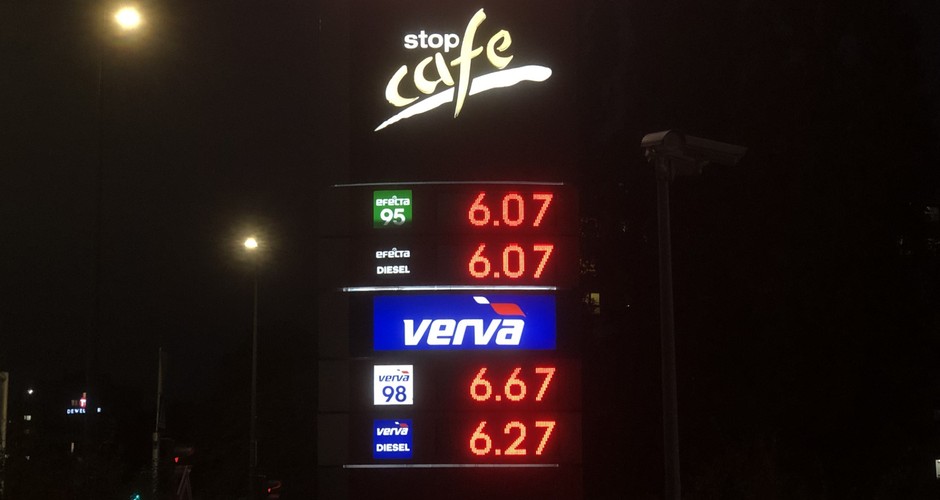 stop
cafe
efecta
95 6.07
efecta
DIESEL 6.07
verva
verva
98 6.67
verva
DIESEL 6.27